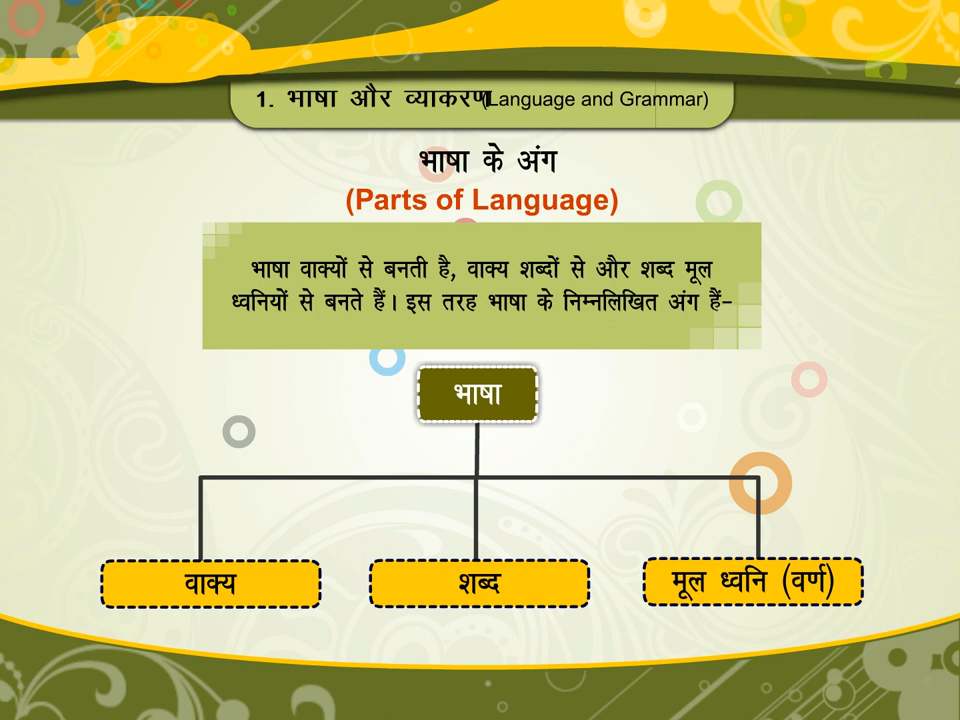 1. भाषा और व्याकरण (Language and Grammar)
भाषा के अंग
(Parts of Language)
भाषा वाक्यों से बनती है, वाक्य शब्दों से और शब्द मूल
ध्वनियों से बनते हैं। इस तरह भाषा के निम्नलिखित अंग हैं-
भाषा
वाक्य
शब्द
मूल ध्वनि (वर्ण)